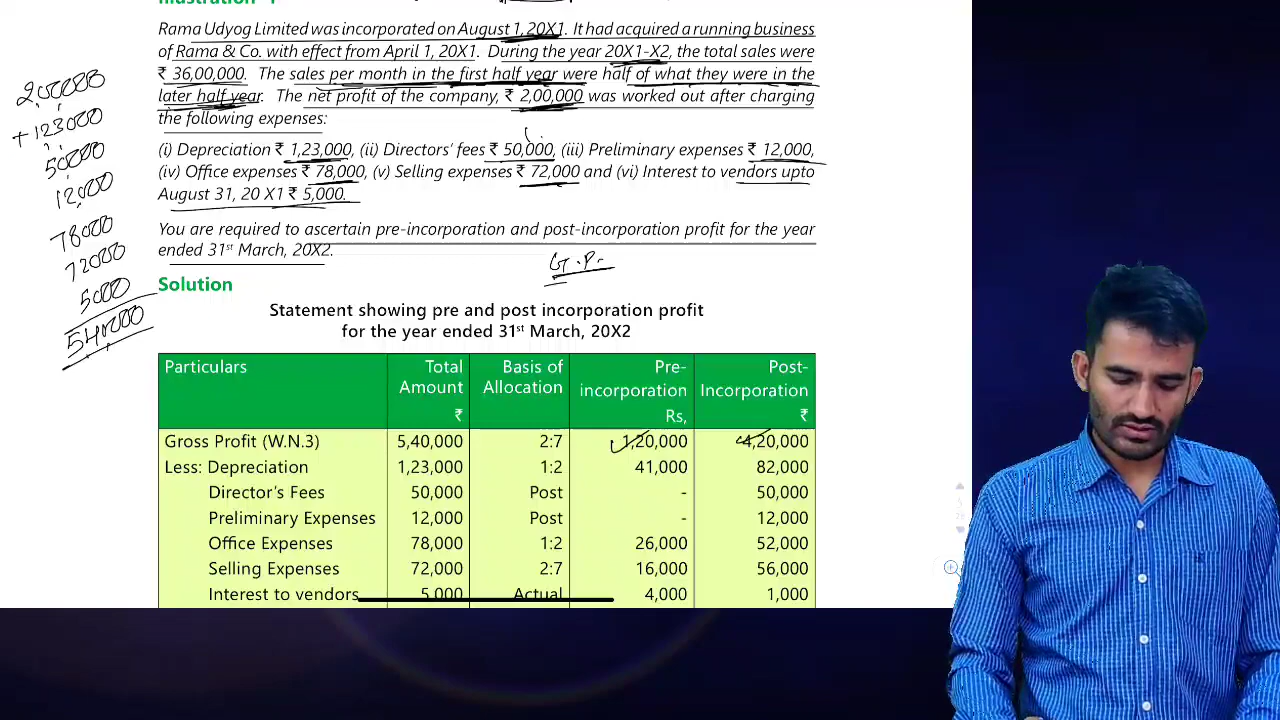 Illustration 1
Rama Udyog Limited was incorporated on August 1,20X1. It had acquired a running business
of Rama & Co. with effect from April 1, 20X1. During the year 20X1-X2, the total sales were
₹ 36,00,000. The sales per month in the first half year were half of what they were in the
later half year. The net profit of the company, ₹ 2,00,000 was worked out after charging
the following expenses:
(i) Depreciation ₹ 1,23,000, (ii) Directors' fees ₹ 50,000, (iii) Preliminary expenses ₹ 12,000,
(iv) Office expenses ₹ 78,000, (v) Selling expenses ₹ 72,000 and (vi) Interest to vendors upto
August 31, 20 X1 ₹ 5,000.
You are required to ascertain pre-incorporation and post-incorporation profit for the year
ended 31st March, 20X2.
2,00,000
+ 1,23,000
50,000
12,000
78000
72000
5000
540000
G.P.
Solution
Statement showing pre and post incorporation profit
for the year ended 31st March, 20X2
Particulars Total Amount ₹ Basis of Allocation Pre-incorporation Rs, Post-Incorporation ₹
Gross Profit (W.N.3) 5,40,000 2:7 1,20,000 4,20,000
Less: Depreciation 1,23,000 1:2 41,000 82,000
Director's Fees 50,000 Post - 50,000
Preliminary Expenses 12,000 Post - 12,000
Office Expenses 78,000 1:2 26,000 52,000
Selling Expenses 72,000 2:7 16,000 56,000
Interest to vendors 5,000 Actual 4,000 1,000